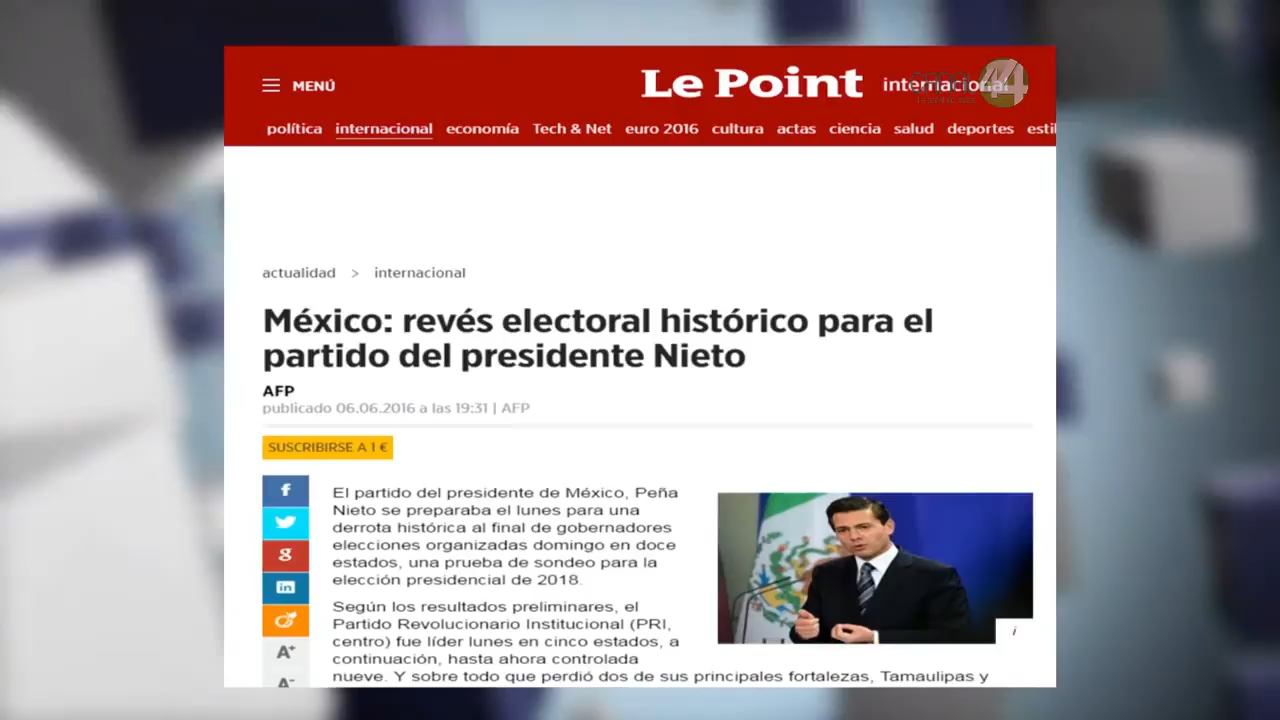 MENÚ
Le Point
internacional
44
política internacional economía Tech & Net euro 2016 cultura actas ciencia salud deportes
actualidad > internacional
México: revés electoral histórico para el
partido del presidente Nieto
AFP
publicado 06.06.2016 a las 19:31 | AFP
SUSCRIBIRSE A 1 €
El partido del presidente de México, Peña
Nieto se preparaba el lunes para una
derrota histórica al final de gobernadores
elecciones organizadas domingo en doce
estados, una prueba de sondeo para la
elección presidencial de 2018.
Según los resultados preliminares, el
Partido Revolucionario Institucional (PRI,
centro) fue líder lunes en cinco estados, a
continuación, hasta ahora controlada
nueve. Y sobre todo que perdió dos de sus principales fortalezas, Tamaulipas y
f
g
in
A+
A-
i